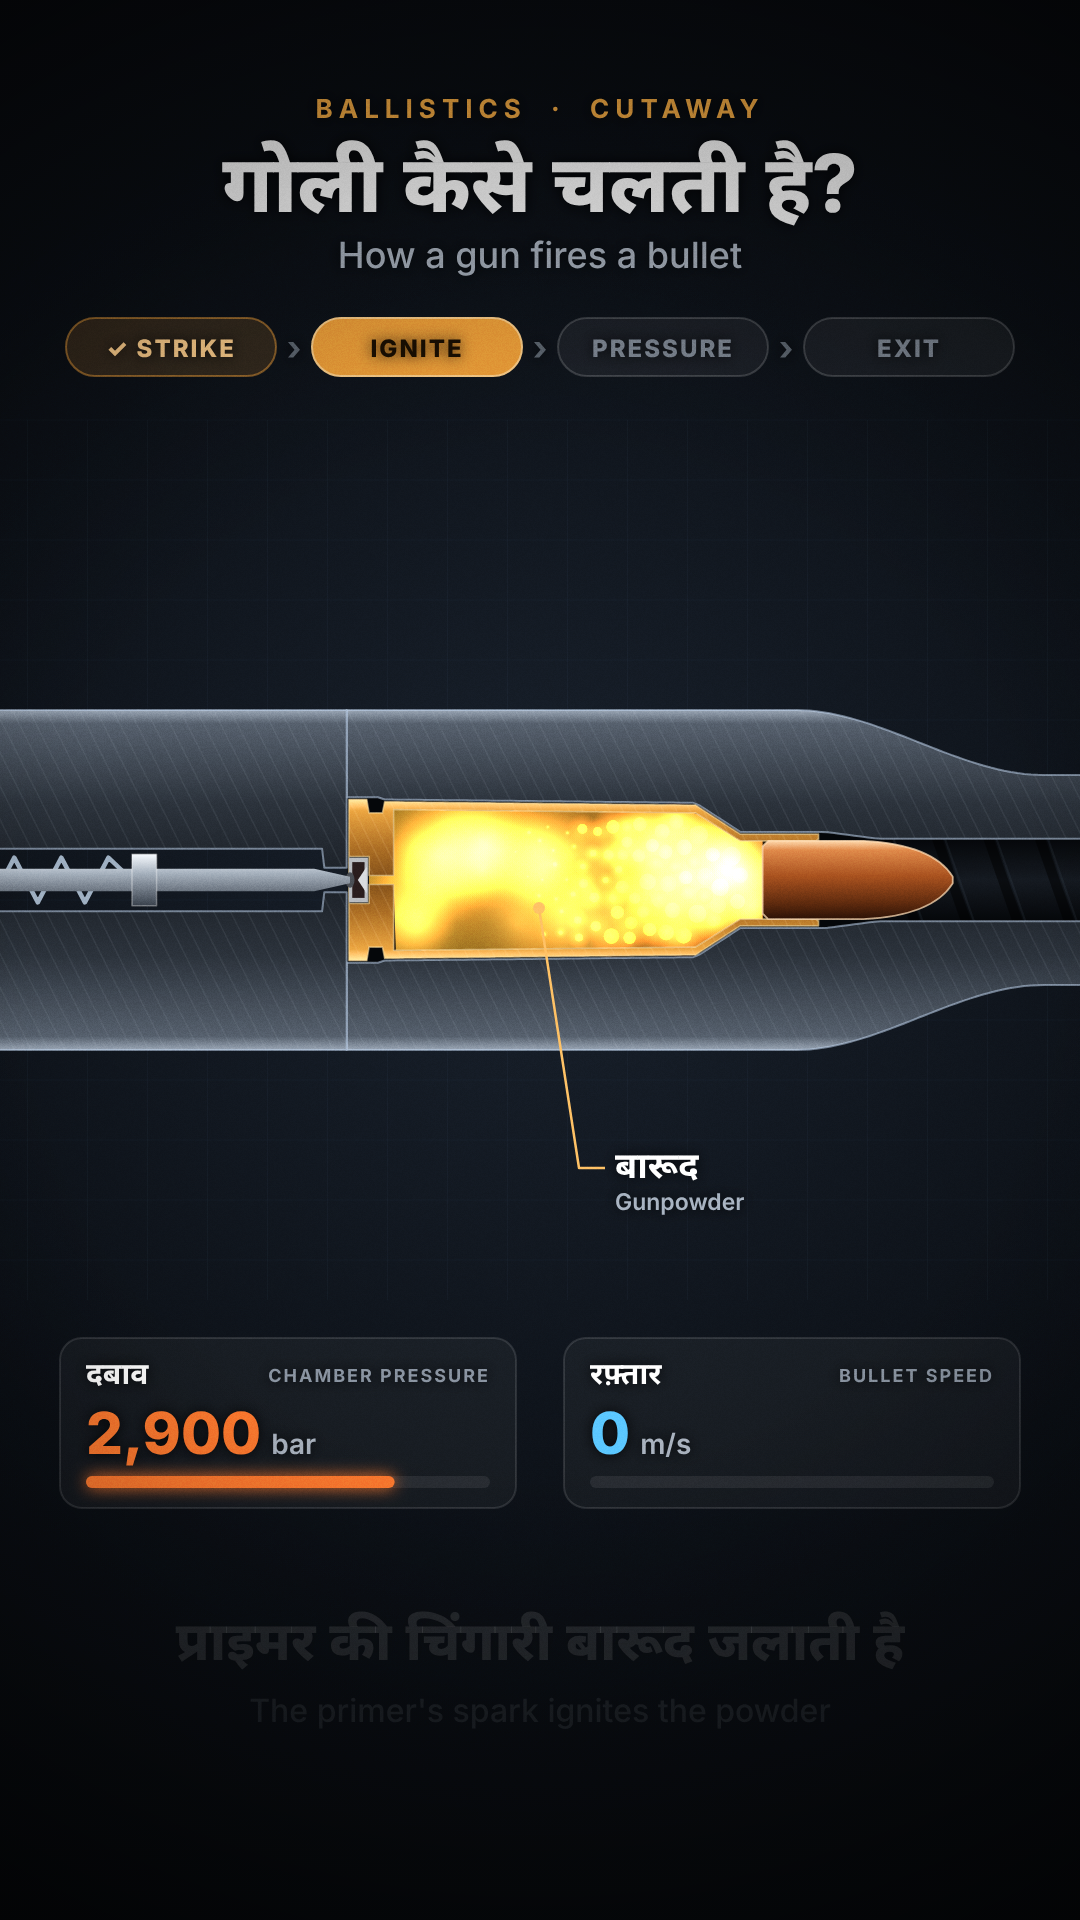 BALLISTICS · CUTAWAY
गोली कैसे चलती है?
How a gun fires a bullet
✓ STRIKE › IGNITE › PRESSURE › EXIT
बारूद
Gunpowder
दबाव CHAMBER PRESSURE
2,900 bar
रफ़्तार BULLET SPEED
0 m/s
प्राइमर की चिंगारी बारूद जलाती है
The primer's spark ignites the powder